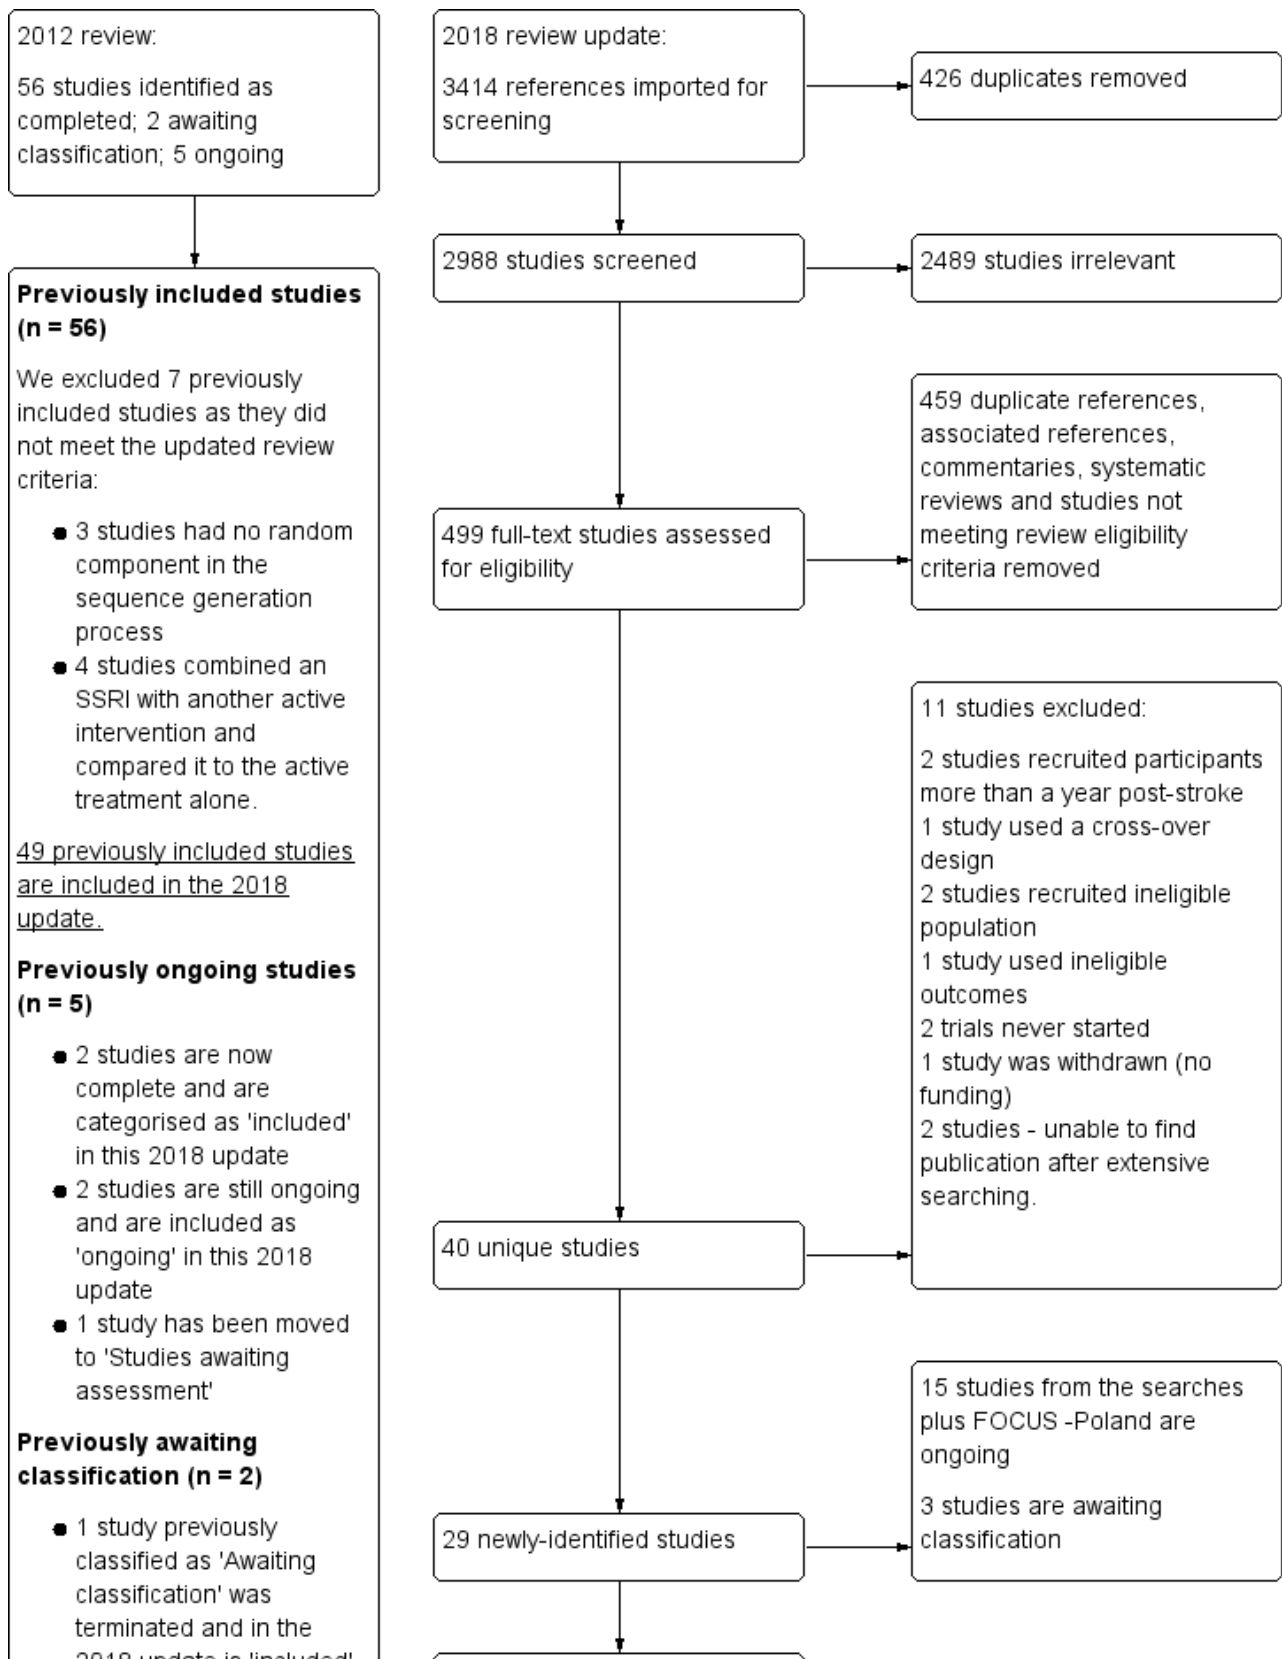 2012 review:
56 studies identified as
completed; 2 awaiting
classification; 5 ongoing
Previously included studies
(n = 56)
We excluded 7 previously
included studies as they did
not meet the updated review
criteria:
● 3 studies had no random
component in the
sequence generation
process
● 4 studies combined an
SSRI with another active
intervention and
compared it to the active
treatment alone.
49 previously included studies
are included in the 2018
update.
Previously ongoing studies
(n = 5)
● 2 studies are now
complete and are
categorised as 'included'
in this 2018 update
● 2 studies are still ongoing
and are included as
'ongoing' in this 2018
update
● 1 study has been moved
to 'Studies awaiting
assessment'
Previously awaiting
classification (n = 2)
● 1 study previously
classified as 'Awaiting
classification' was
terminated and in the
2018 update is 'included'
2018 review update:
3414 references imported for
screening
426 duplicates removed
2988 studies screened
2489 studies irrelevant
499 full-text studies assessed
for eligibility
459 duplicate references,
associated references,
commentaries, systematic
reviews and studies not
meeting review eligibility
criteria removed
40 unique studies
11 studies excluded:
2 studies recruited participants
more than a year post-stroke
1 study used a cross-over
design
2 studies recruited ineligible
population
1 study used ineligible
outcomes
2 trials never started
1 study was withdrawn (no
funding)
2 studies - unable to find
publication after extensive
searching.
29 newly-identified studies
15 studies from the searches
plus FOCUS -Poland are
ongoing
3 studies are awaiting
classification